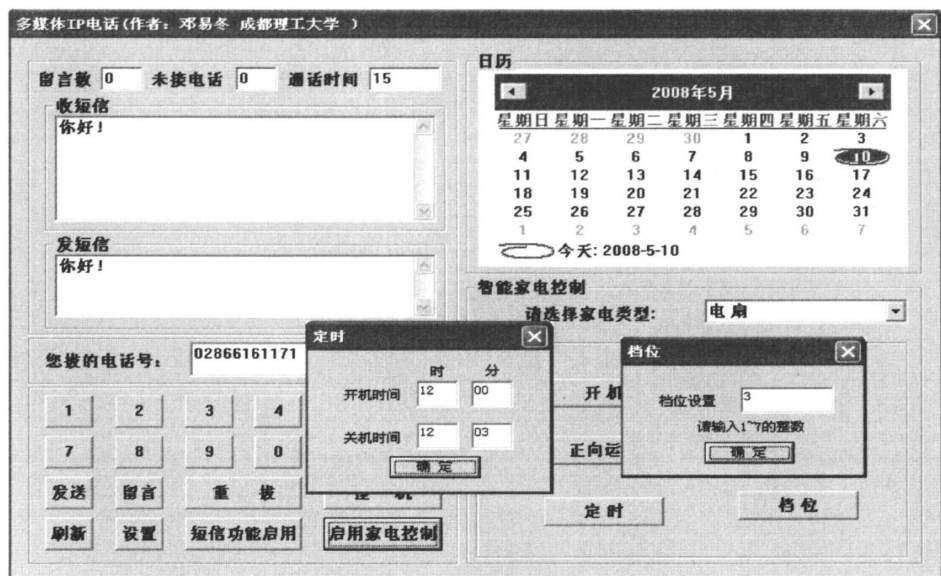 多媒体IP电话(作者: 邓易冬 成都理工大学 )
留言数 0 未接电话 0 通话时间 15
收短信
你好!
发短信
你好!
您拨的电话号: 02866161171
1 2 3 4
7 8 9 0
发送 留言 重 拨
刷新 设置 短信功能启用 启用家电控制
日历
2008年5月
星期日 星期一 星期二 星期三 星期四 星期五 星期六
27 28 29 30 1 2 3
4 5 6 7 8 9 10
11 12 13 14 15 16 17
18 19 20 21 22 23 24
25 26 27 28 29 30 31
1 2 3 4 5 6 7
今天: 2008-5-10
智能家电控制
请选择家电类型: 电扇
开机
正向运
定时 档位
定时
时 分
开机时间 12 00
关机时间 12 03
确定
档位
档位设置 3
请输入1~7的整数
确定